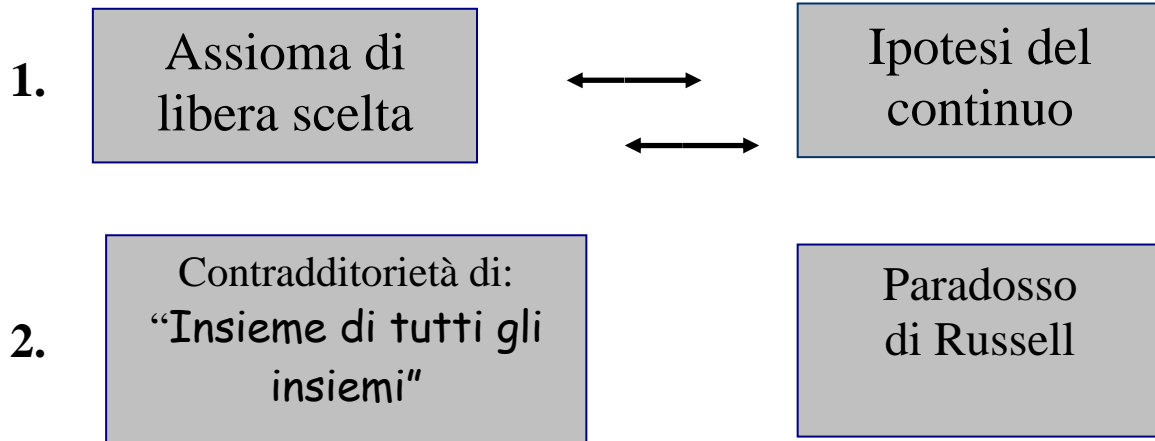 1.
Assioma di
libera scelta
Ipotesi del
continuo
2.
Contradditorietà di:
“Insieme di tutti gli
insiemi”
Paradosso
di Russell